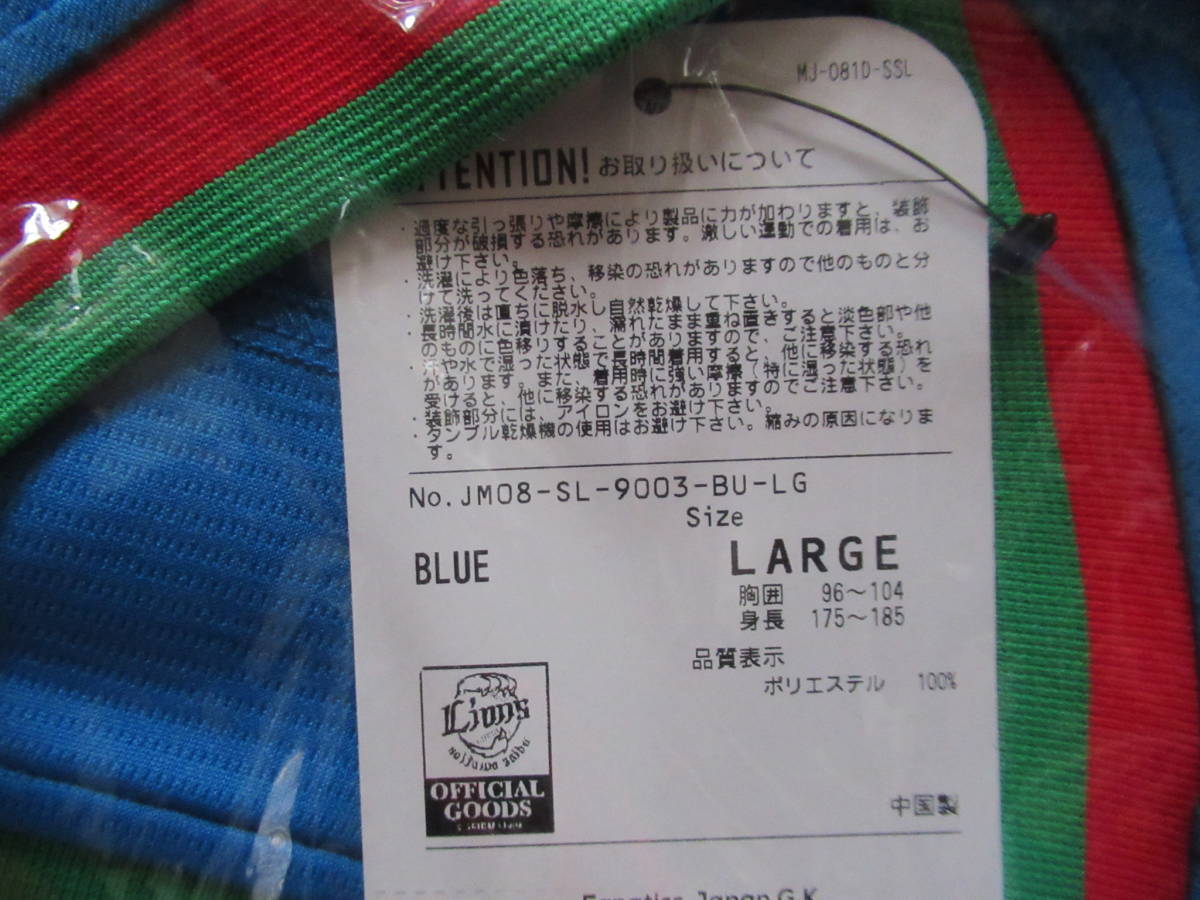 MJ-081D-SSL
TENTION! お取り扱いについて
・過度な引っ張りや摩擦により製品に力が加わりますと、装飾
部分が破損する恐れがあります。激しい運動での着用は、お
避け下さい。
・洗濯により色落ち、移染の恐れがありますので他のものと分
けて洗ってください。
・洗濯後は直ちに脱水し自然乾燥して下さい。
・長時間水に漬けたり、濡れたまま重ね置きすると淡色部や他
のものに色移りすることがありますので、ご注意下さい。
・汗や水で湿った状態で長時間着用すると、他に移染する恐れ
があります。また、着用時に強い摩擦(特に湿った状態)を
受けると、他に移染する恐れがありますのでご注意下さい。
・装飾部分には、アイロンをお避け下さい。
・タンブル乾燥機の使用はお避け下さい。縮みの原因になりま
す。
No.JM08-SL-9003-BU-LG
Size
BLUE LARGE
胸囲 96〜104
身長 175〜185
品質表示
ポリエステル 100%
Lions
OFFICIAL
GOODS
中国製
Fanatics Japan G.K.